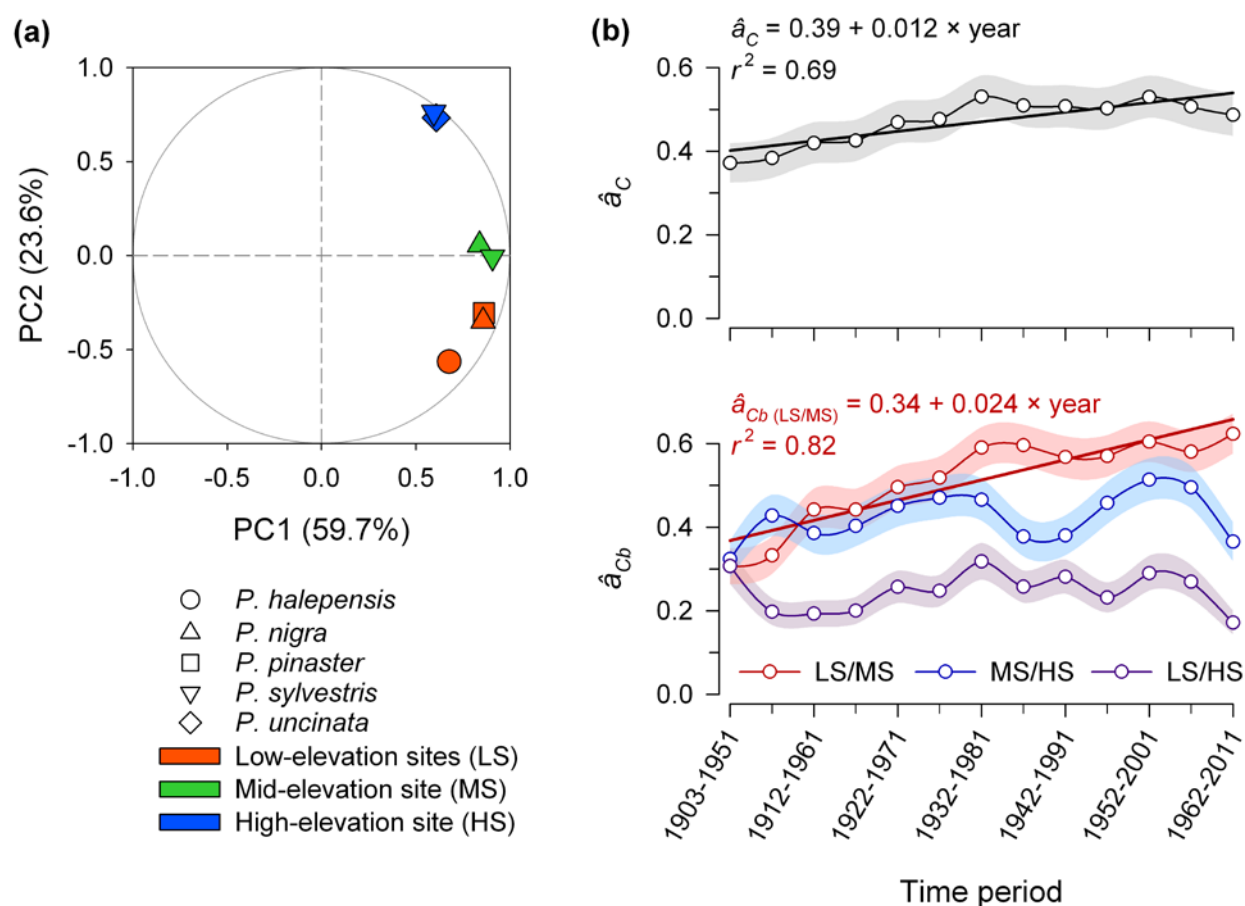 (a)
1.0
0.5
0.0
-0.5
-1.0
-1.0
0.0
0.5
1.0
PC2 (23.6%)
PC1 (59.7%)
P. halepensis
P. nigra
P. pinaster
P. sylvestris
P. uncinata
Low-elevation sites (LS)
Mid-elevation site (MS)
High-elevation site (HS)
(b)
âC = 0.39 + 0.012 × year
r² = 0.69
0.6
0.4
0.2
0.0
âC
âCb (LS/MS) = 0.34 + 0.024 × year
r² = 0.82
0.6
0.4
0.2
0.0
âCb
LS/MS MS/HS LS/HS
1903-1951
1912-1961
1922-1971
1932-1981
1942-1991
1952-2001
1962-2011
Time period